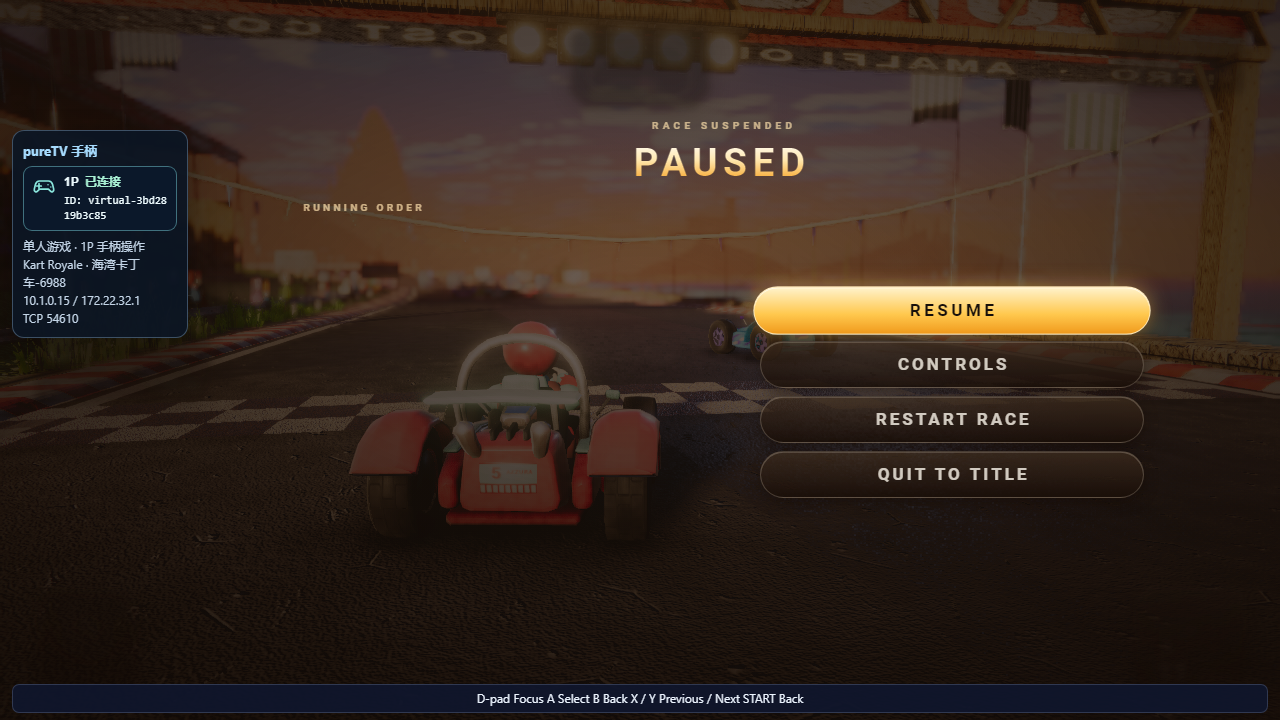 RACE SUSPENDED
PAUSED
pureTV 手柄
1P 已连接
ID: virtual-3bd28
19b3c85
单人游戏 · 1P 手柄操作
Kart Royale · 海湾卡丁
车-6988
10.1.0.15 / 172.22.32.1
TCP 54610
RUNNING ORDER
RESUME
CONTROLS
RESTART RACE
QUIT TO TITLE
5
D-pad Focus A Select B Back X / Y Previous / Next START Back